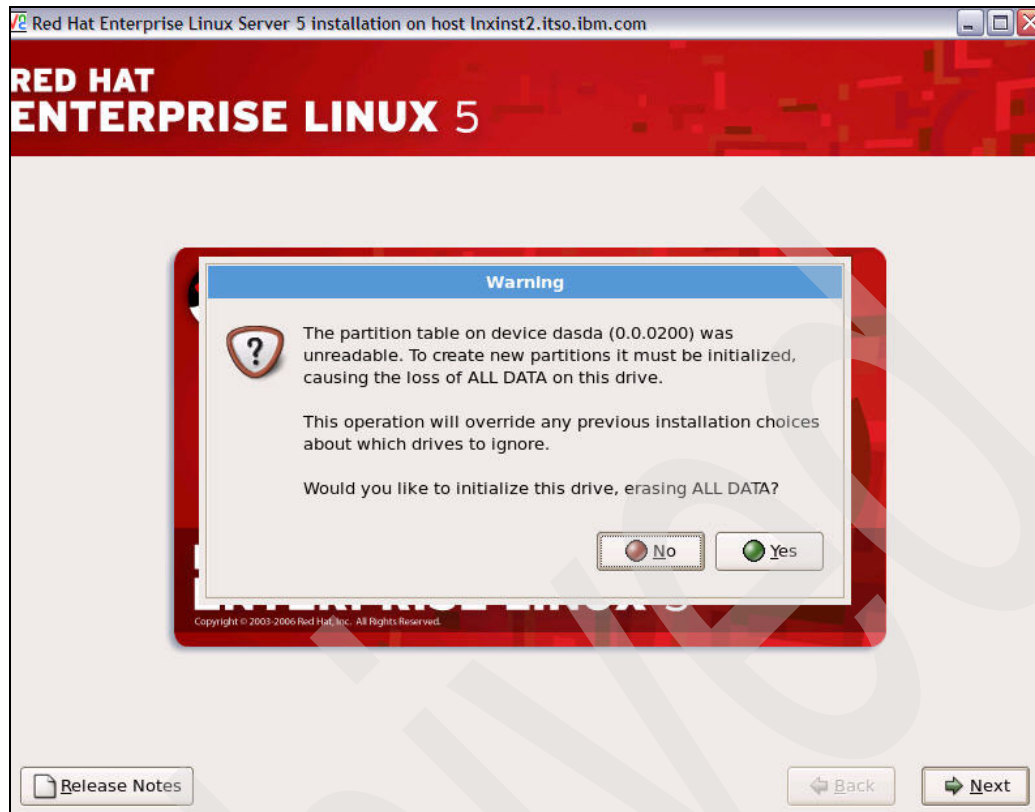 Red Hat Enterprise Linux Server 5 installation on host lnxinst2.itso.ibm.com
RED HAT
ENTERPRISE LINUX 5
Warning
The partition table on device dasda (0.0.0200) was
unreadable. To create new partitions it must be initialized,
causing the loss of ALL DATA on this drive.
This operation will override any previous installation choices
about which drives to ignore.
Would you like to initialize this drive, erasing ALL DATA?
No
Yes
ENTERPRISE LINUX 5
Copyright © 2003-2006 Red Hat, Inc. All Rights Reserved.
Release Notes
Back
Next